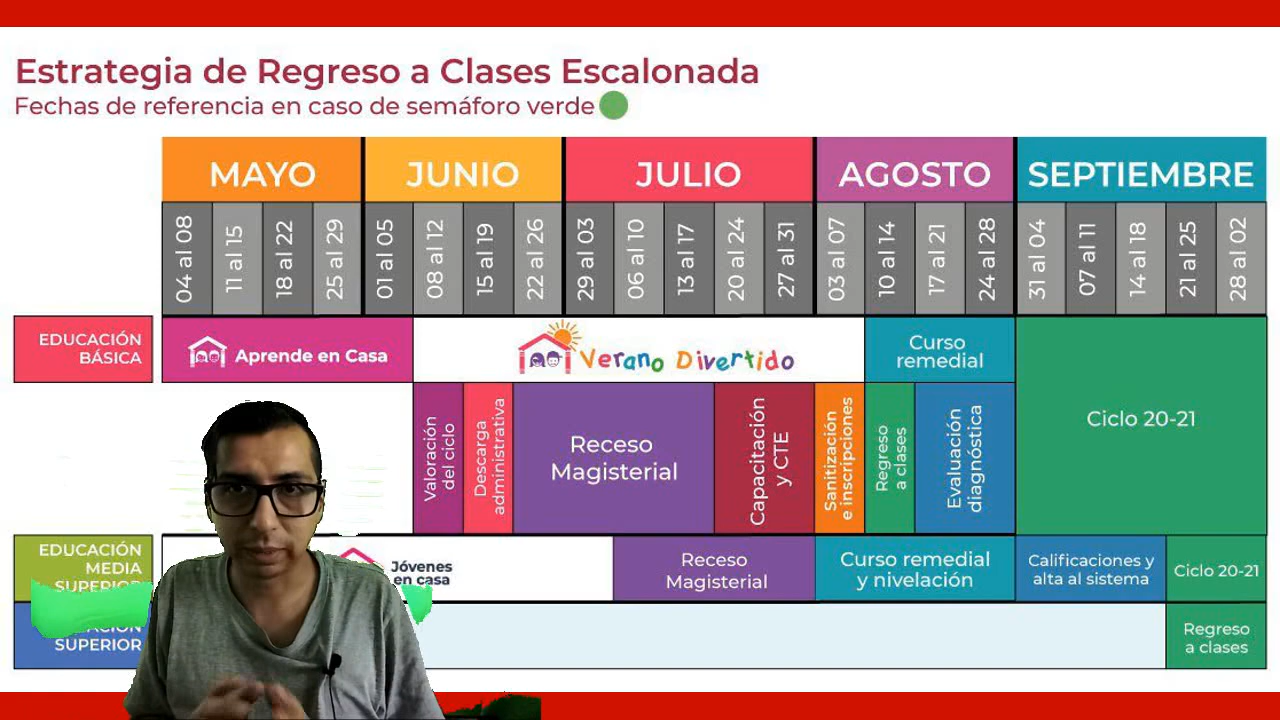 Estrategia de Regreso a Clases Escalonada
Fechas de referencia en caso de semáforo verde
MAYO JUNIO JULIO AGOSTO SEPTIEMBRE
04 al 08 11 al 15 18 al 22 25 al 29 01 al 05 08 al 12 15 al 19 22 al 26 29 al 03 06 al 10 13 al 17 20 al 24 27 al 31 03 al 07 10 al 14 17 al 21 24 al 28 31 al 04 07 al 11 14 al 18 21 al 25 28 al 02
EDUCACIÓN
BÁSICA
Aprende en Casa
Verano Divertido
Curso
remedial
Valoración
del ciclo
Descarga
administrativa
Receso
Magisterial
Capacitación
y CTE
Sanitización
e inscripciones
Regreso
a clases
Evaluación
diagnóstica
Ciclo 20-21
EDUCACIÓN
MEDIA
SUPERIOR
Jóvenes
en casa
Receso
Magisterial
Curso remedial
y nivelación
Calificaciones y
alta al sistema
Ciclo 20-21
SUPERIOR
Regreso
a clases